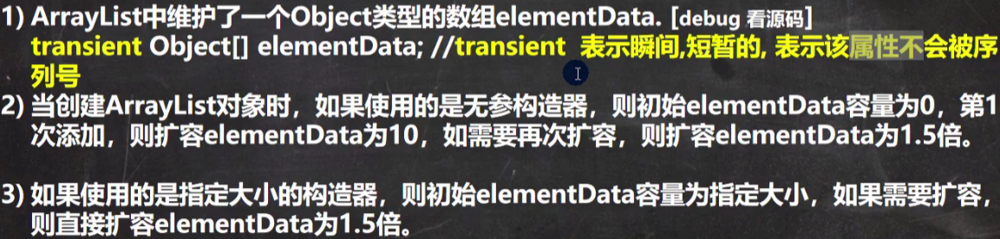 1) ArrayList中维护了一个Object类型的数组elementData. [debug 看源码]
transient Object[] elementData; //transient 表示瞬间,短暂的, 表示该属性不会被序
列号
2) 当创建ArrayList对象时，如果使用的是无参构造器，则初始elementData容量为0，第1
次添加，则扩容elementData为10，如需要再次扩容，则扩容elementData为1.5倍。
3) 如果使用的是指定大小的构造器，则初始elementData容量为指定大小，如果需要扩容，
则直接扩容elementData为1.5倍。